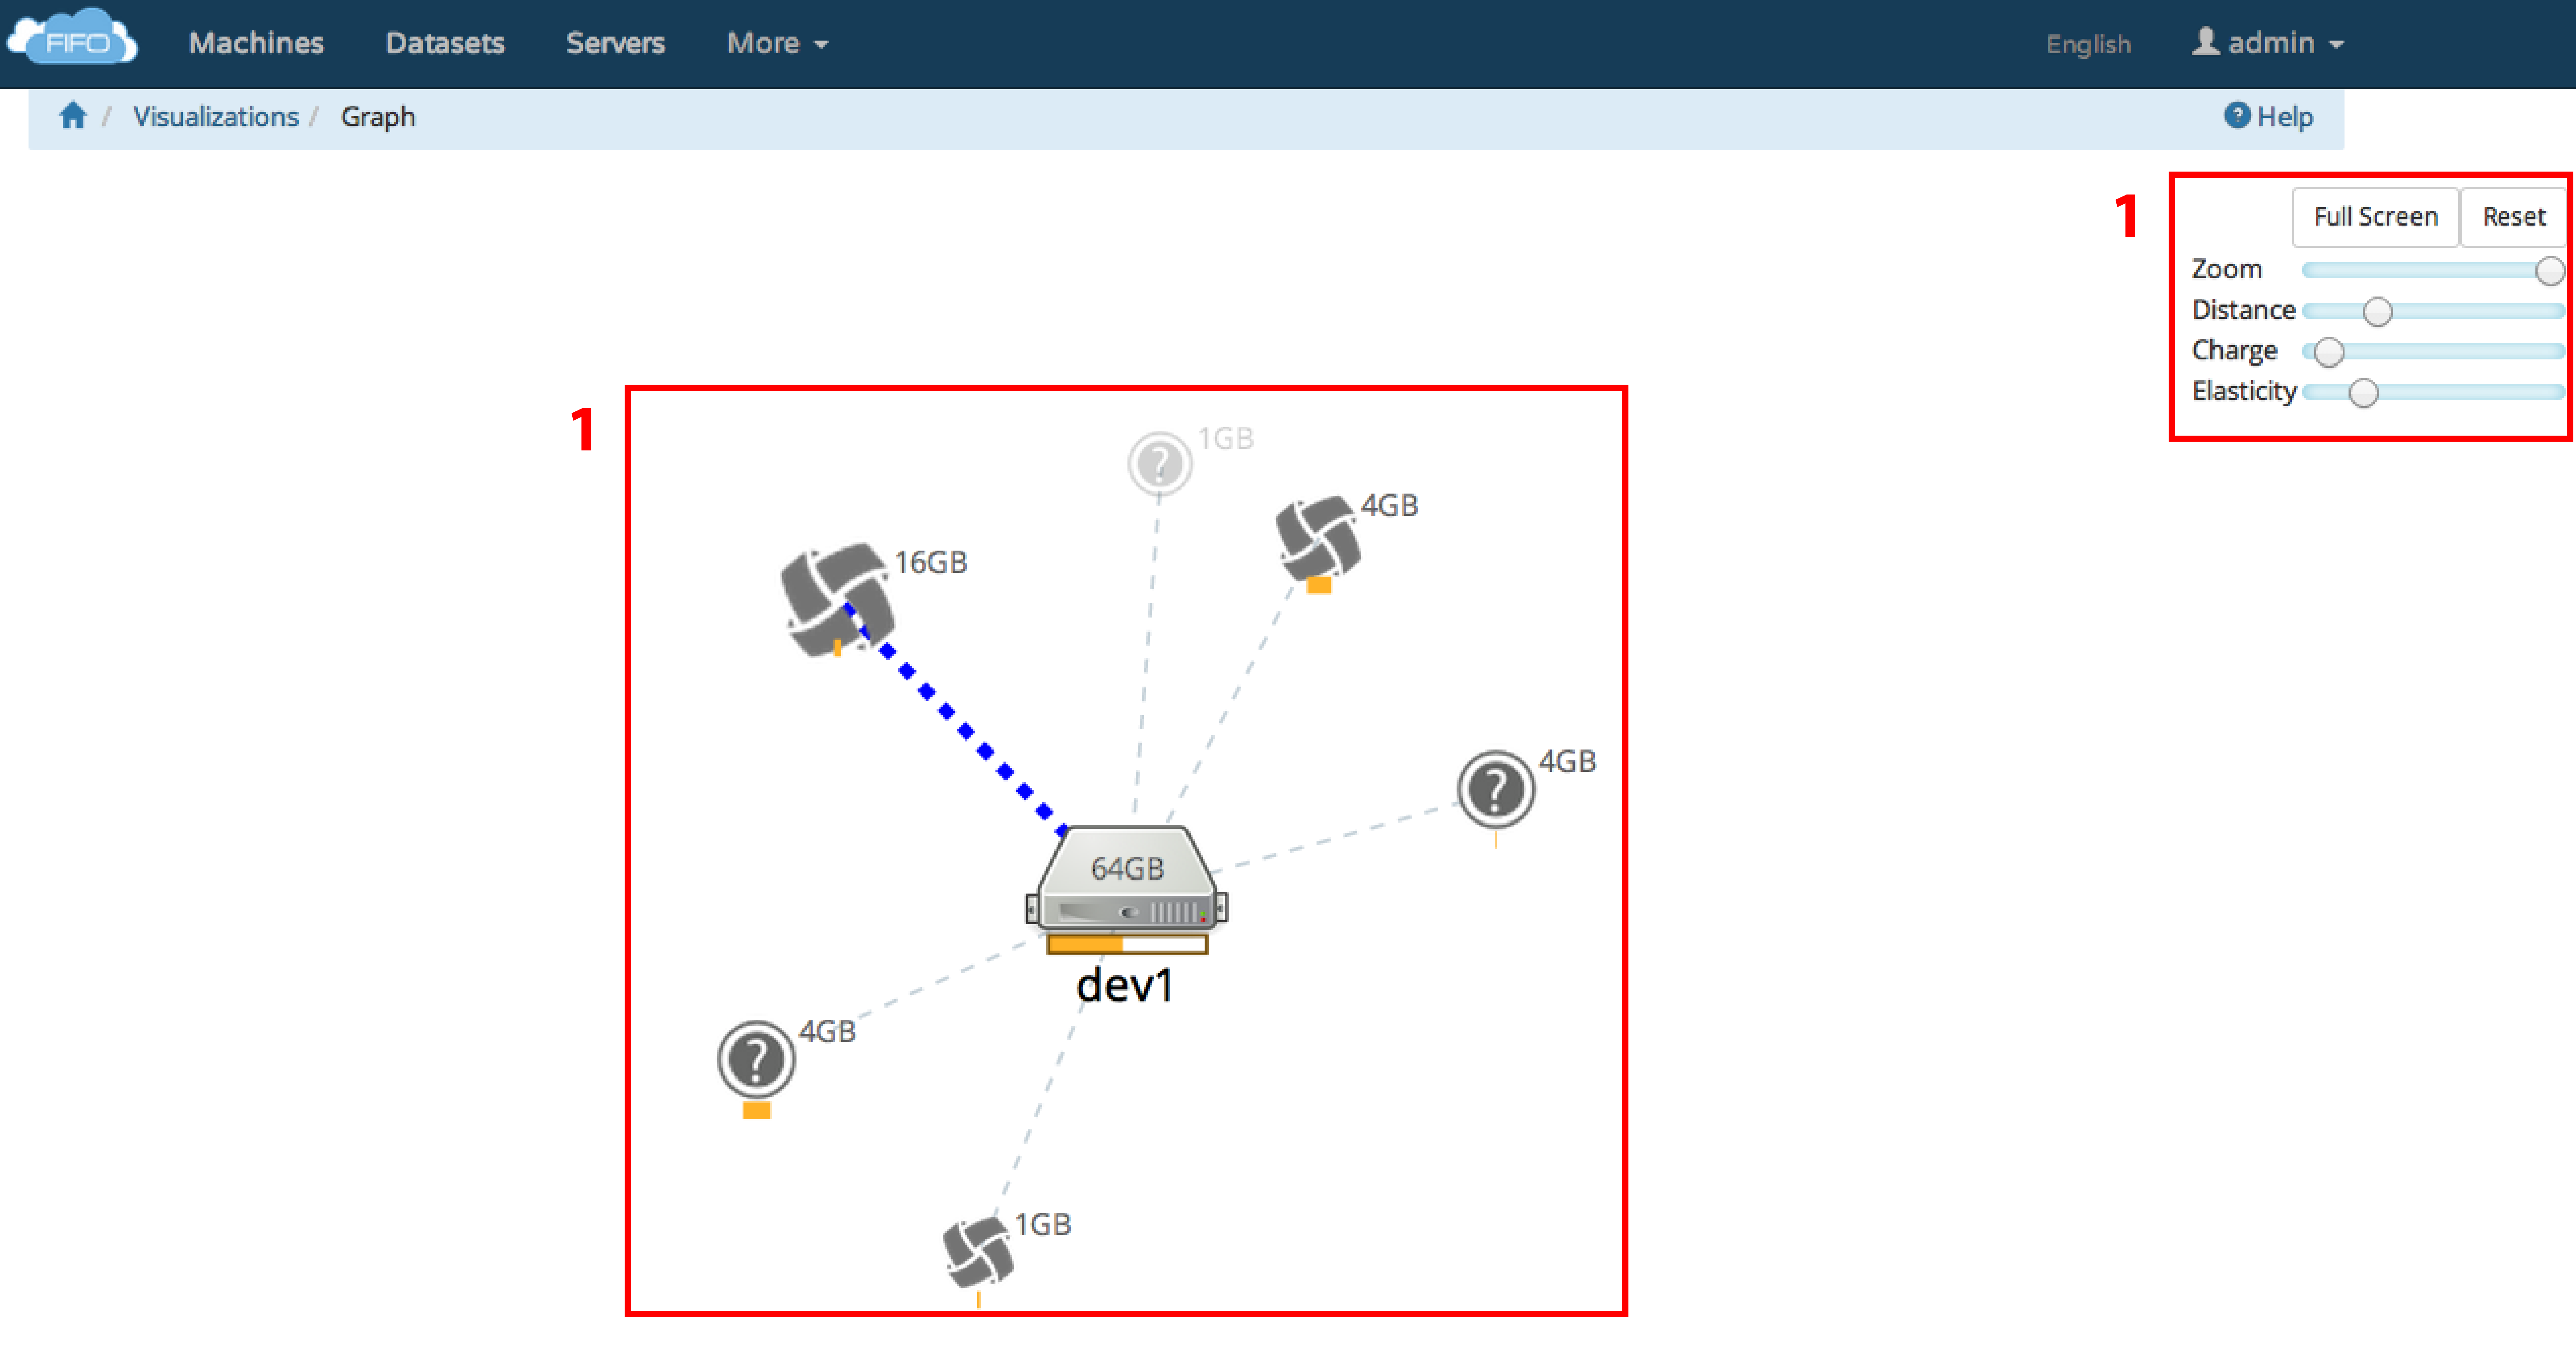 FIFO Machines Datasets Servers More English admin
/ Visualizations / Graph ? Help
1 Full Screen Reset
Zoom
Distance
Charge
Elasticity
1
? 1GB
4GB
16GB
? 4GB
64GB
dev1
? 4GB
1GB